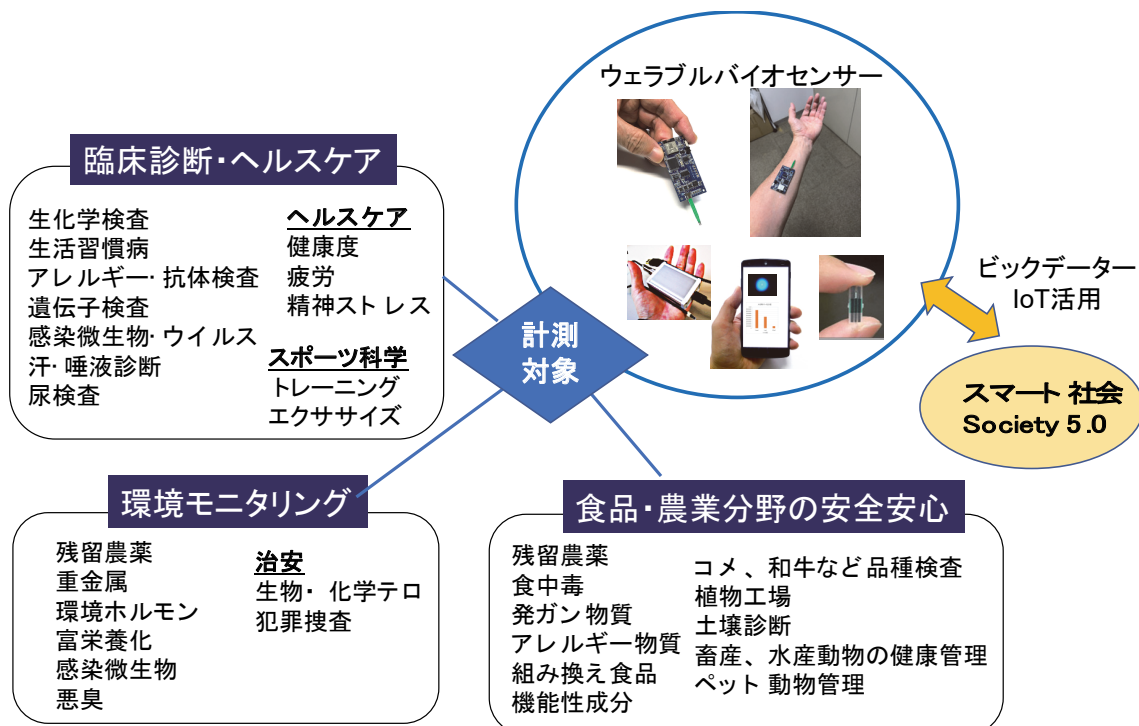 ウェラブルバイオセンサー
臨床診断・ヘルスケア
生化学検査
生活習慣病
アレルギー・抗体検査
遺伝子検査
感染微生物・ウイルス
汗・唾液診断
尿検査
ヘルスケア
健康度
疲労
精神ストレス
スポーツ科学
トレーニング
エクササイズ
計測
対象
ビックデーター
IoT活用
スマート社会
Society 5.0
環境モニタリング
残留農薬
重金属
環境ホルモン
富栄養化
感染微生物
悪臭
治安
生物・化学テロ
犯罪捜査
食品・農業分野の安全安心
残留農薬
食中毒
発ガン物質
アレルギー物質
組み換え食品
機能性成分
コメ、和牛など品種検査
植物工場
土壌診断
畜産、水産動物の健康管理
ペット動物管理